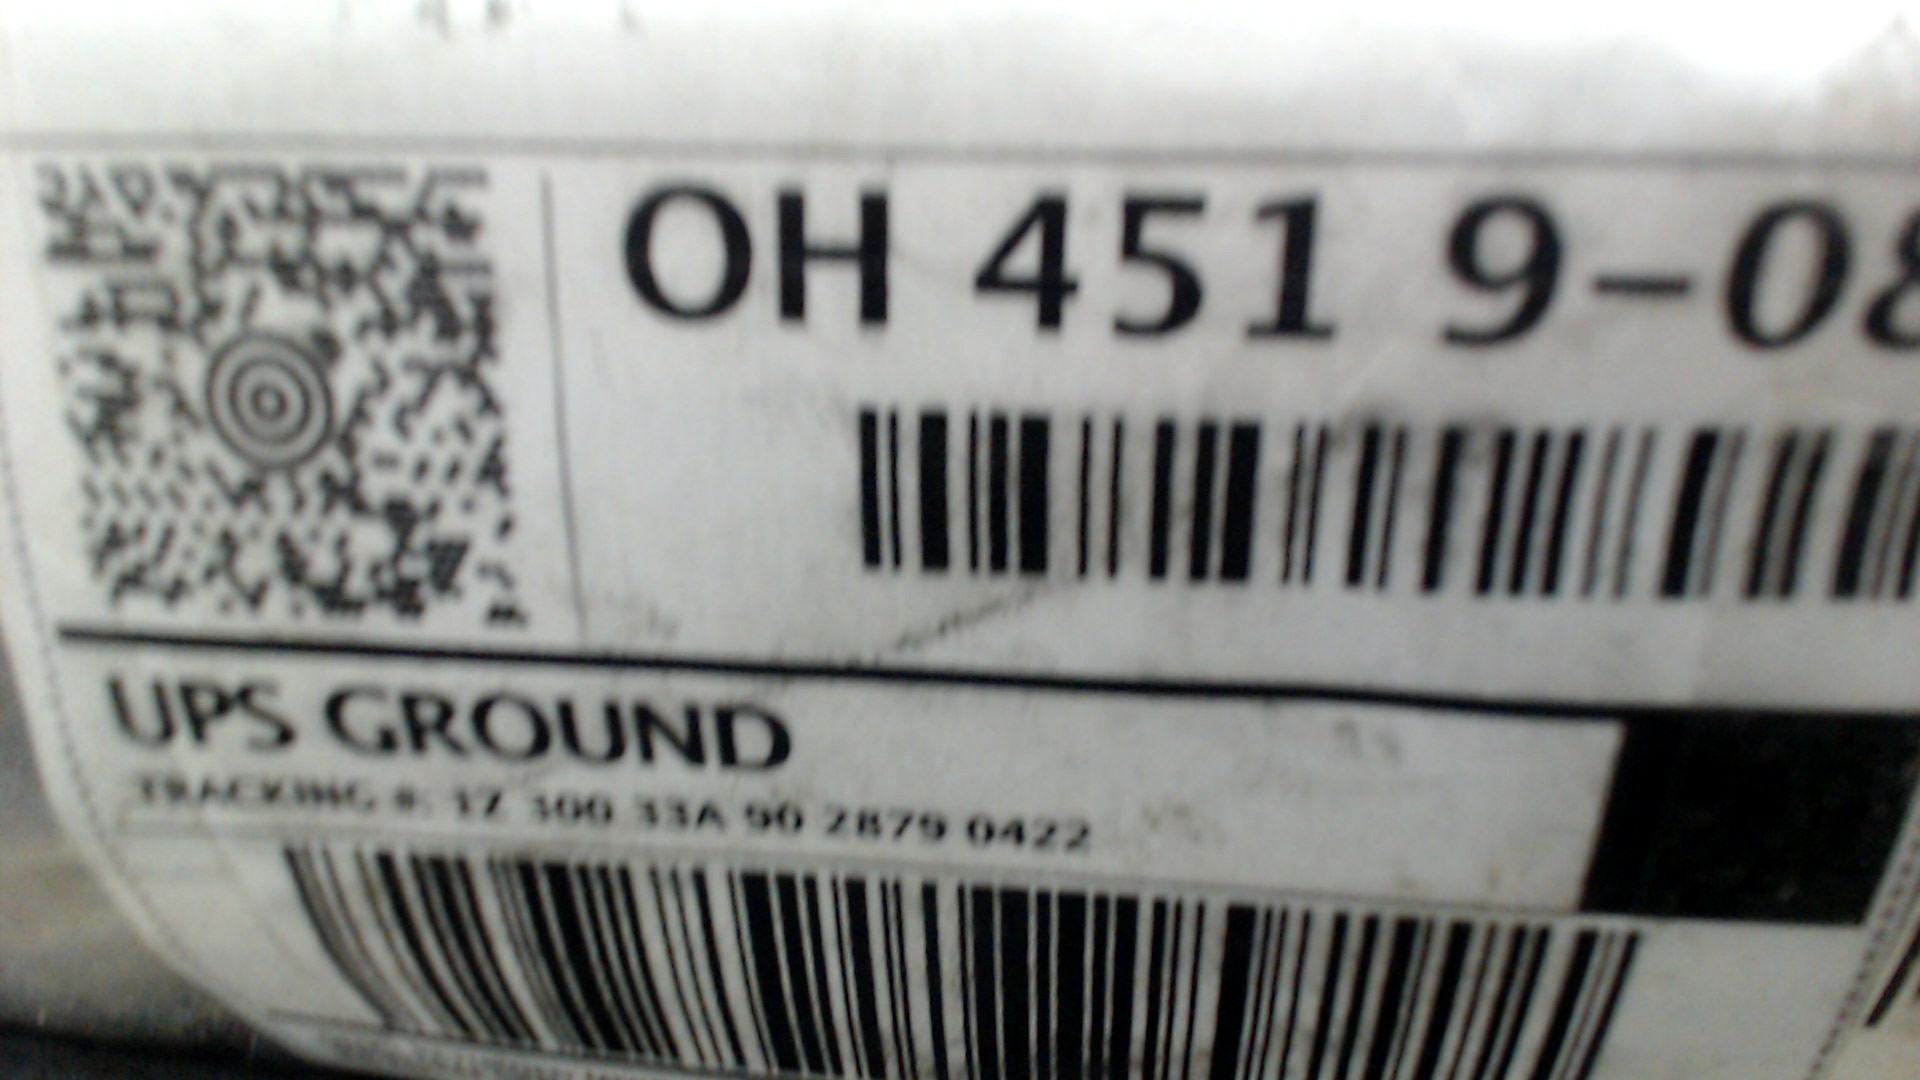 OH 451 9-08
UPS GROUND
TRACKING #: 1Z 300 33A 90 2879 0422